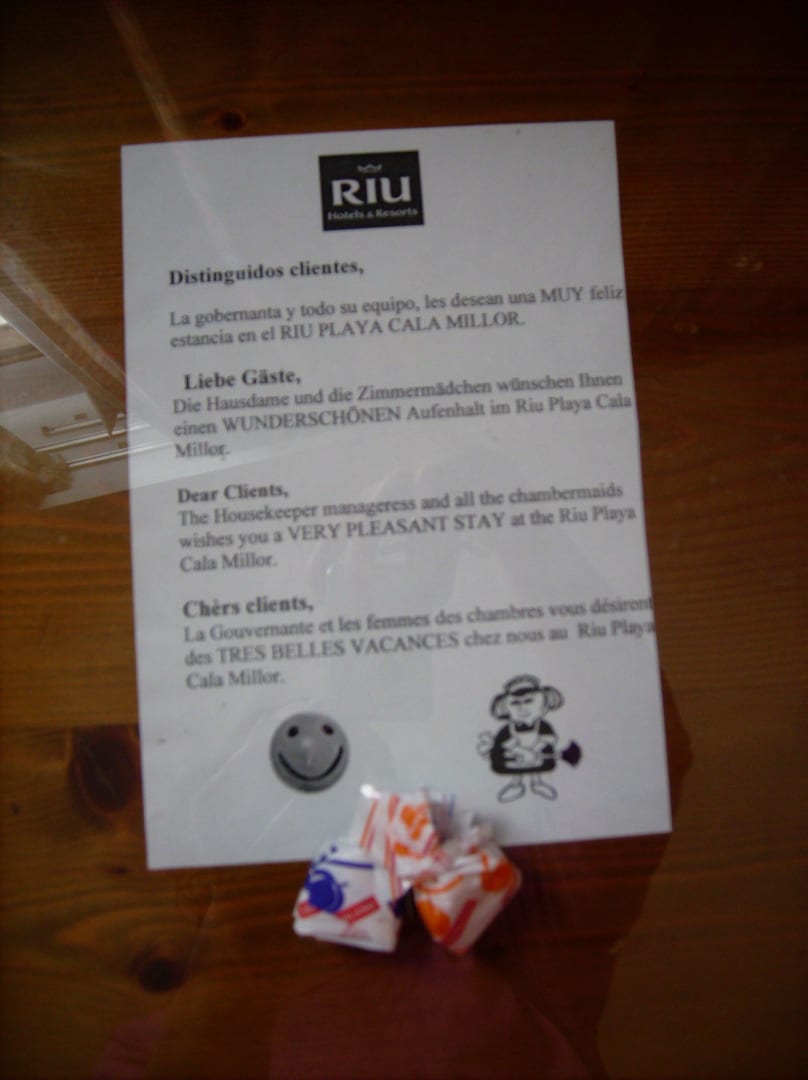 RIU
Hotels & Resorts
Distinguidos clientes,
La gobernanta y todo su equipo, les desean una MUY feliz
estancia en el RIU PLAYA CALA MILLOR.
Liebe Gäste,
Die Hausdame und die Zimmermädchen wünschen Ihnen
einen WUNDERSCHÖNEN Aufenhalt im Riu Playa Cala
Millor.
Dear Clients,
The Housekeeper manageress and all the chambermaids
wishes you a VERY PLEASANT STAY at the Riu Playa
Cala Millor.
Chèrs clients,
La Gouvernante et les femmes des chambres vous désirent
des TRES BELLES VACANCES chez nous au Riu Playa
Cala Millor.